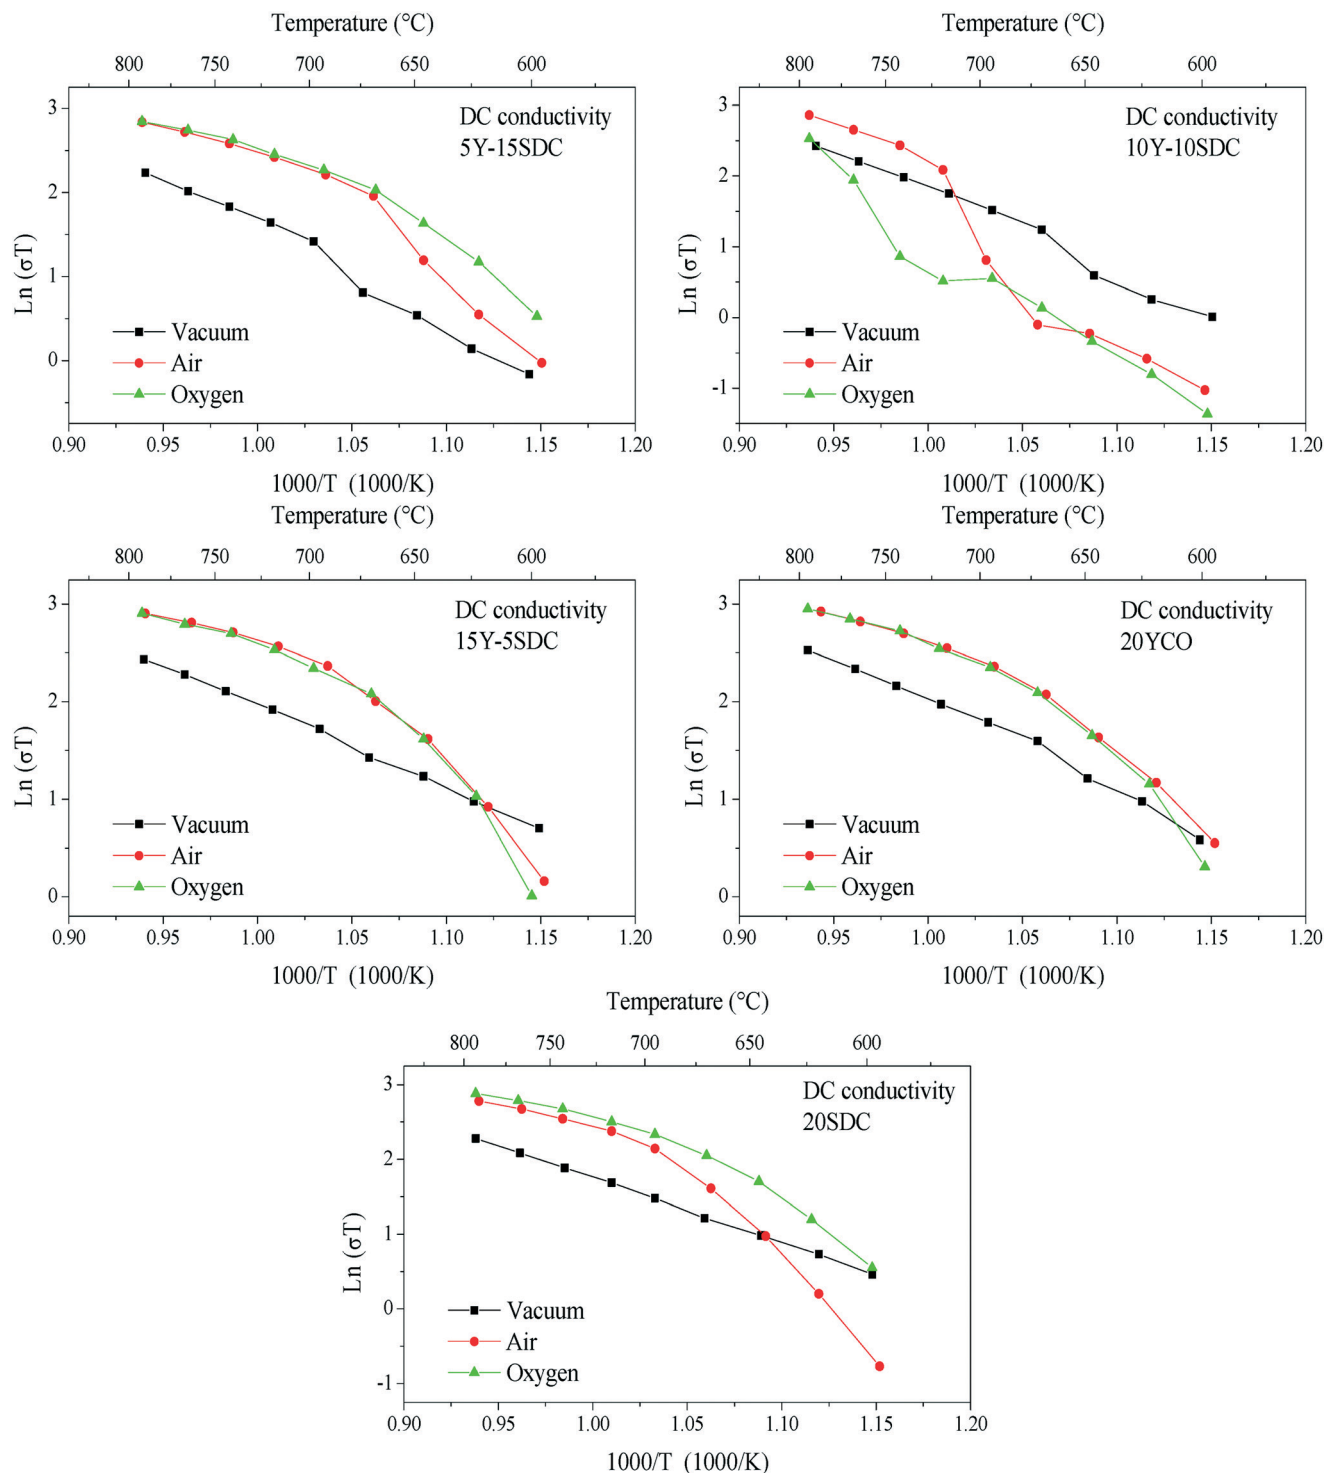 Temperature (°C)
800 750 700 650 600
DC conductivity
5Y-15SDC
3
2
1
0
Ln (σT)
Vacuum
Air
Oxygen
0.90 0.95 1.00 1.05 1.10 1.15 1.20
1000/T (1000/K)
Temperature (°C)
800 750 700 650 600
DC conductivity
10Y-10SDC
3
2
1
0
-1
Ln (σT)
Vacuum
Air
Oxygen
0.90 0.95 1.00 1.05 1.10 1.15 1.20
1000/T (1000/K)
Temperature (°C)
800 750 700 650 600
DC conductivity
15Y-5SDC
3
2
1
0
Ln (σT)
Vacuum
Air
Oxygen
0.90 0.95 1.00 1.05 1.10 1.15 1.20
1000/T (1000/K)
Temperature (°C)
800 750 700 650 600
DC conductivity
20YCO
3
2
1
0
Ln (σT)
Vacuum
Air
Oxygen
0.90 0.95 1.00 1.05 1.10 1.15 1.20
1000/T (1000/K)
Temperature (°C)
800 750 700 650 600
DC conductivity
20SDC
3
2
1
0
-1
Ln (σT)
Vacuum
Air
Oxygen
0.90 0.95 1.00 1.05 1.10 1.15 1.20
1000/T (1000/K)